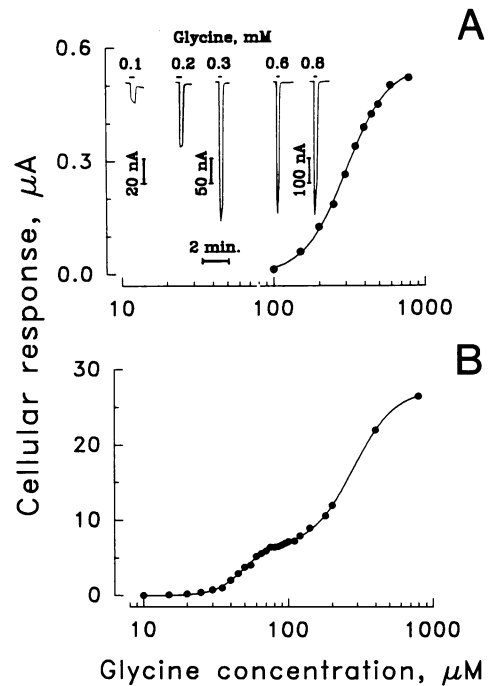 A
Glycine, mM
0.1 0.2 0.3 0.6 0.8
20 nA
50 nA
100 nA
2 min.
0.6
0.3
0.0
10 100 1000
Cellular response, μA
B
30
20
10
0
10 100 1000
Glycine concentration, μM